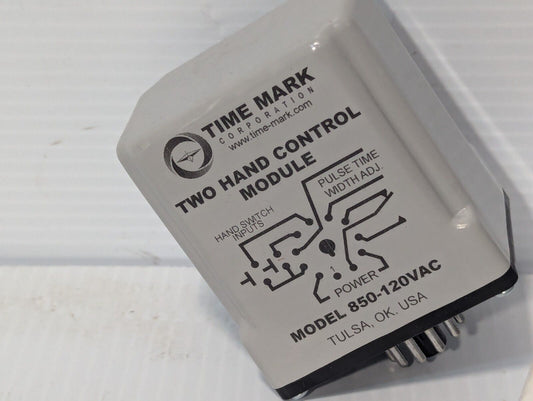 TIME MARK
CORPORATION
www.time-mark.com
TWO HAND CONTROL
MODULE
PULSE TIME
WIDTH ADJ.
HAND SWITCH
INPUTS
1
POWER
MODEL 850-120VAC
TULSA, OK. USA